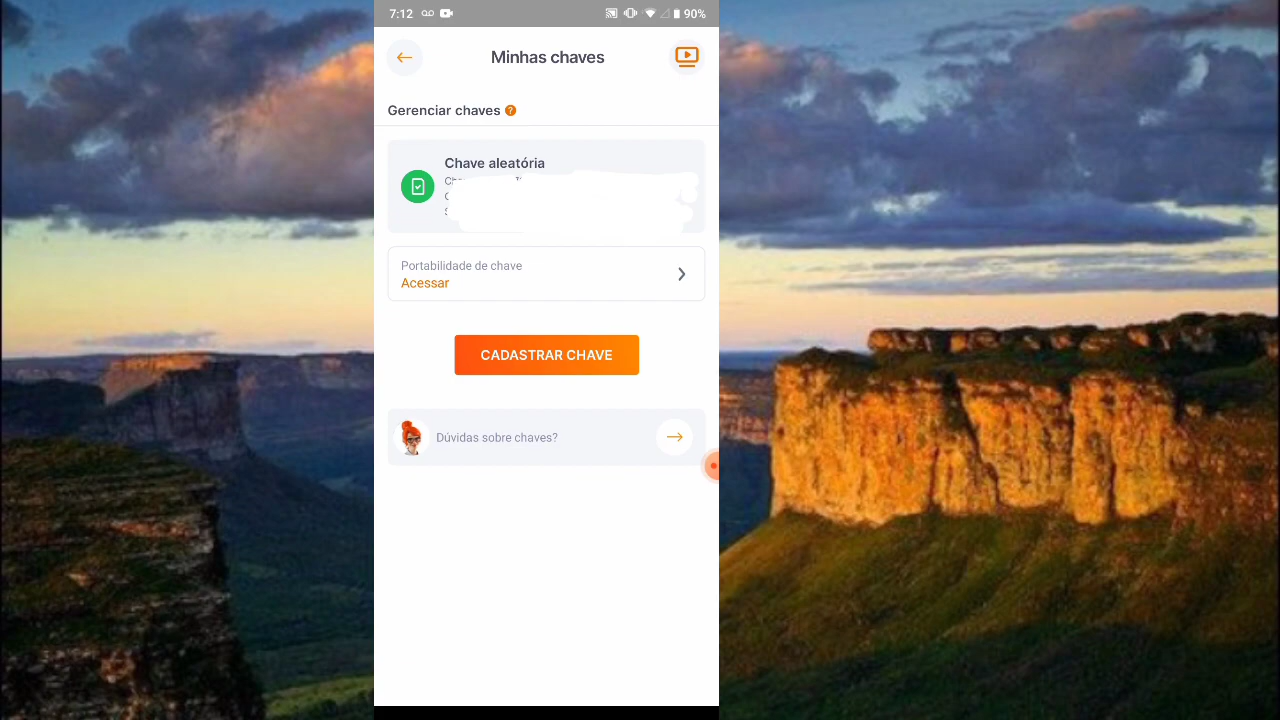 7:12 90%
Minhas chaves
Gerenciar chaves ?
Chave aleatória
Portabilidade de chave
Acessar
CADASTRAR CHAVE
Dúvidas sobre chaves?